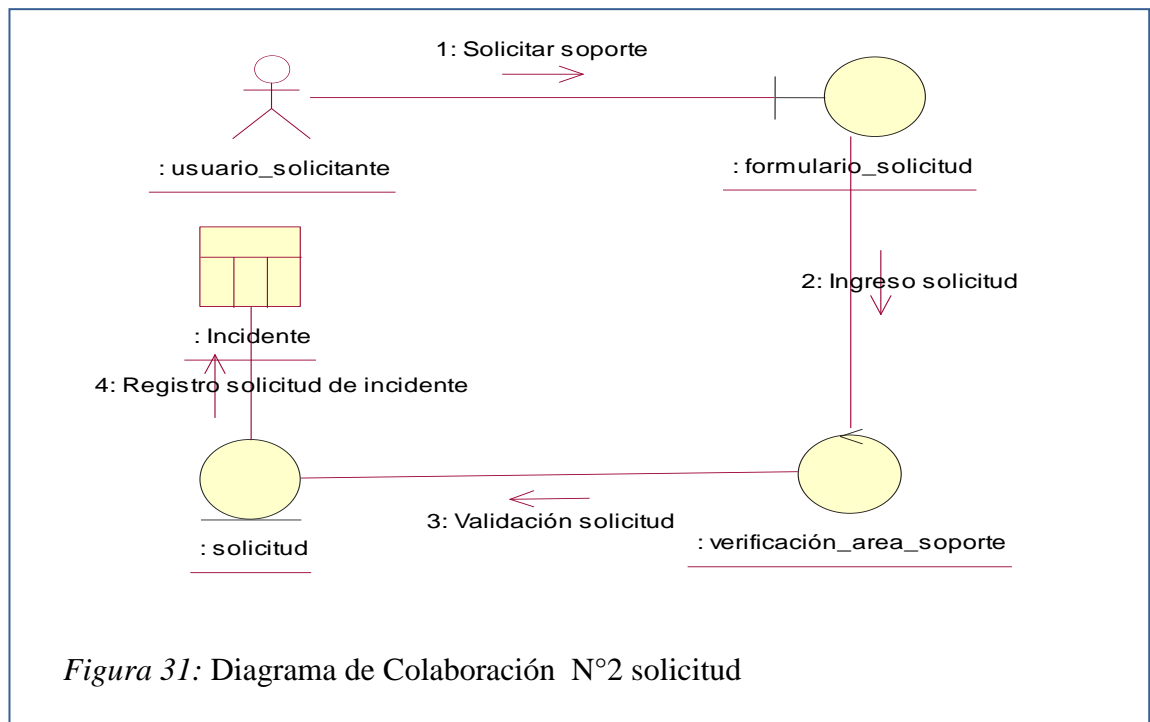 1: Solicitar soporte
: usuario_solicitante
: formulario_solicitud
2: Ingreso solicitud
: Incidente
4: Registro solicitud de incidente
3: Validación solicitud
: solicitud
: verificación_area_soporte
Figura 31: Diagrama de Colaboración N°2 solicitud